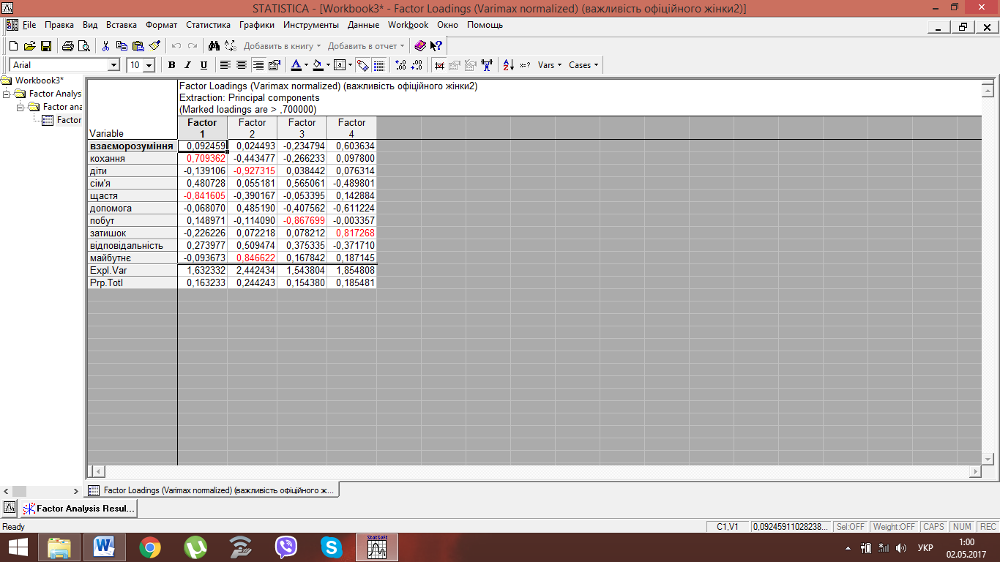 STATISTICA - [Workbook3* - Factor Loadings (Varimax normalized) (важливість офіційного жінки2)]
File Правка Вид Вставка Формат Статистика Графики Инструменты Данные Workbook Окно Помощь
Добавить в книгу Добавить в отчет
Arial 10 B I U A Vars Cases
Workbook3*
Factor Analys
Factor ana
Factor
Factor Loadings (Varimax normalized) (важливість офіційного жінки2)
Extraction: Principal components
(Marked loadings are > ,700000)
Variable Factor 1 Factor 2 Factor 3 Factor 4
взаєморозуміння 0,092459 0,024493 -0,234794 0,603634
кохання 0,709362 -0,443477 -0,266233 0,097800
діти -0,139106 -0,927315 0,038442 0,076314
сім'я 0,480728 0,055181 0,565061 -0,489801
щастя -0,841605 -0,390167 -0,053395 0,142884
допомога -0,068070 0,485190 -0,407562 -0,611224
побут 0,148971 -0,114090 -0,867699 -0,003357
затишок -0,226226 0,072218 0,078212 0,817268
відповідальність 0,273977 0,509474 0,375335 -0,371710
майбутнє -0,093673 0,846622 0,167842 0,187145
Expl.Var 1,632332 2,442434 1,543804 1,854808
Prp.Totl 0,163233 0,244243 0,154380 0,185481
Factor Loadings (Varimax normalized) (важливість офіційного ж...
Factor Analysis Resul...
Ready C1,V1 0,09245911028238... Sel:OFF Weight:OFF CAPS NUM REC
StatSoft
УКР 1:00
02.05.2017